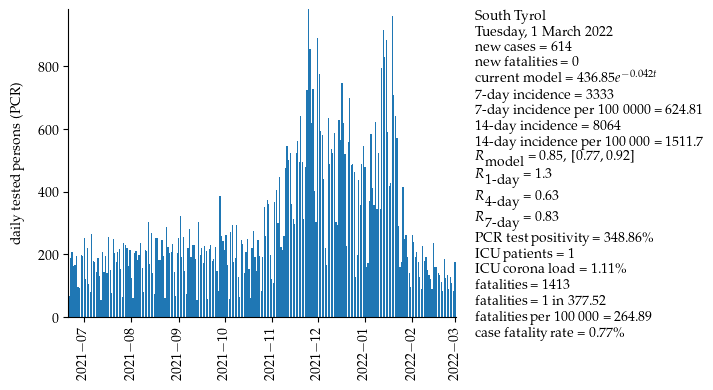 South Tyrol
Tuesday, 1 March 2022
new cases = 614
new fatalities = 0
current model = 436.85e^{−0.042t}
7-day incidence = 3333
7-day incidence per 100 0000 = 624.81
14-day incidence = 8064
14-day incidence per 100 000 = 1511.7
R_model = 0.85, [0.77, 0.92]
R_1-day = 1.3
R_4-day = 0.63
R_7-day = 0.83
PCR test positivity = 348.86%
ICU patients = 1
ICU corona load = 1.11%
fatalities = 1413
fatalities = 1 in 377.52
fatalities per 100 000 = 264.89
case fatality rate = 0.77%
daily tested persons (PCR)
800
600
400
200
0
2021−07
2021−08
2021−09
2021−10
2021−11
2021−12
2022−01
2022−02
2022−03